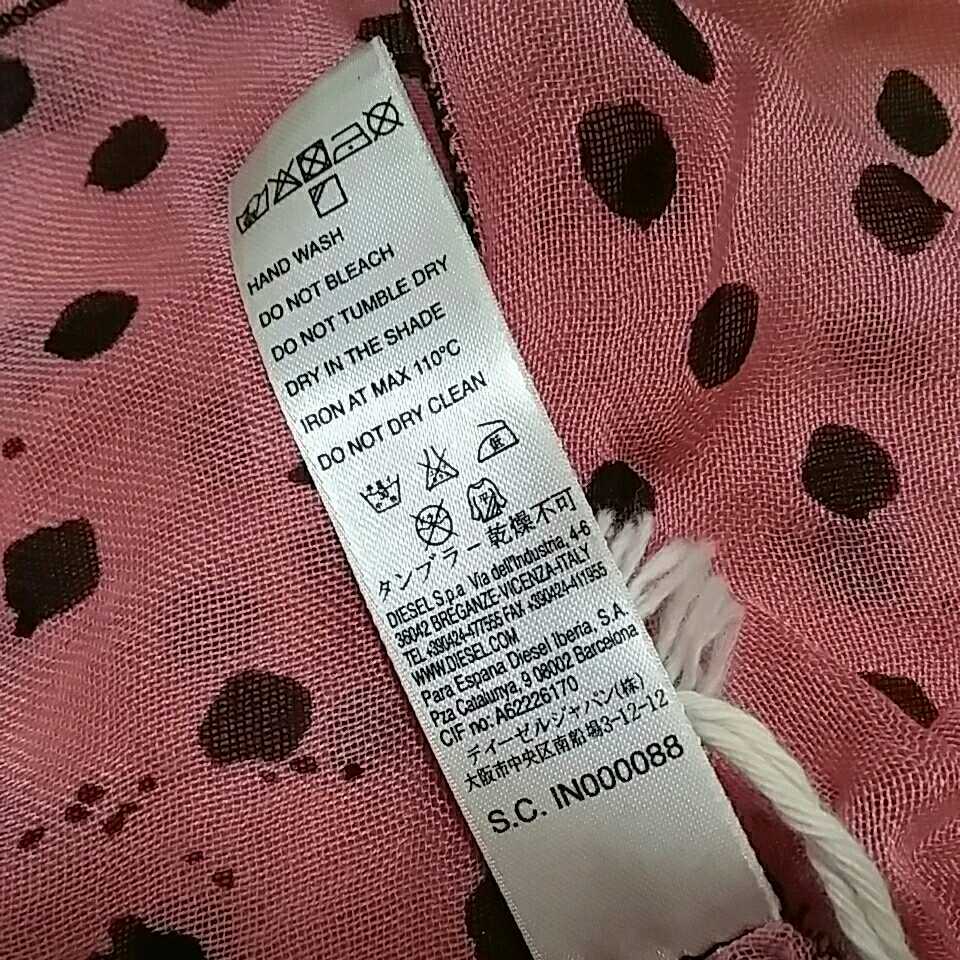 HAND WASH
DO NOT BLEACH
DO NOT TUMBLE DRY
DRY IN THE SHADE
IRON AT MAX 110°C
DO NOT DRY CLEAN
低
タンブラー乾燥不可
DIESEL S.p.a. Via dell'Industria, 4-6
36042 BREGANZE-VICENZA-ITALY
TEL+390424-477555 FAX +390424-411955
WWW.DIESEL.COM
Para Espana Diesel Iberia, S.A.
Pza Catalunya, 9 08002 Barcelona
CIF no: A62226170
ディーゼルジャパン(株)
大阪市中央区南船場3-12-12
S.C. IN000088